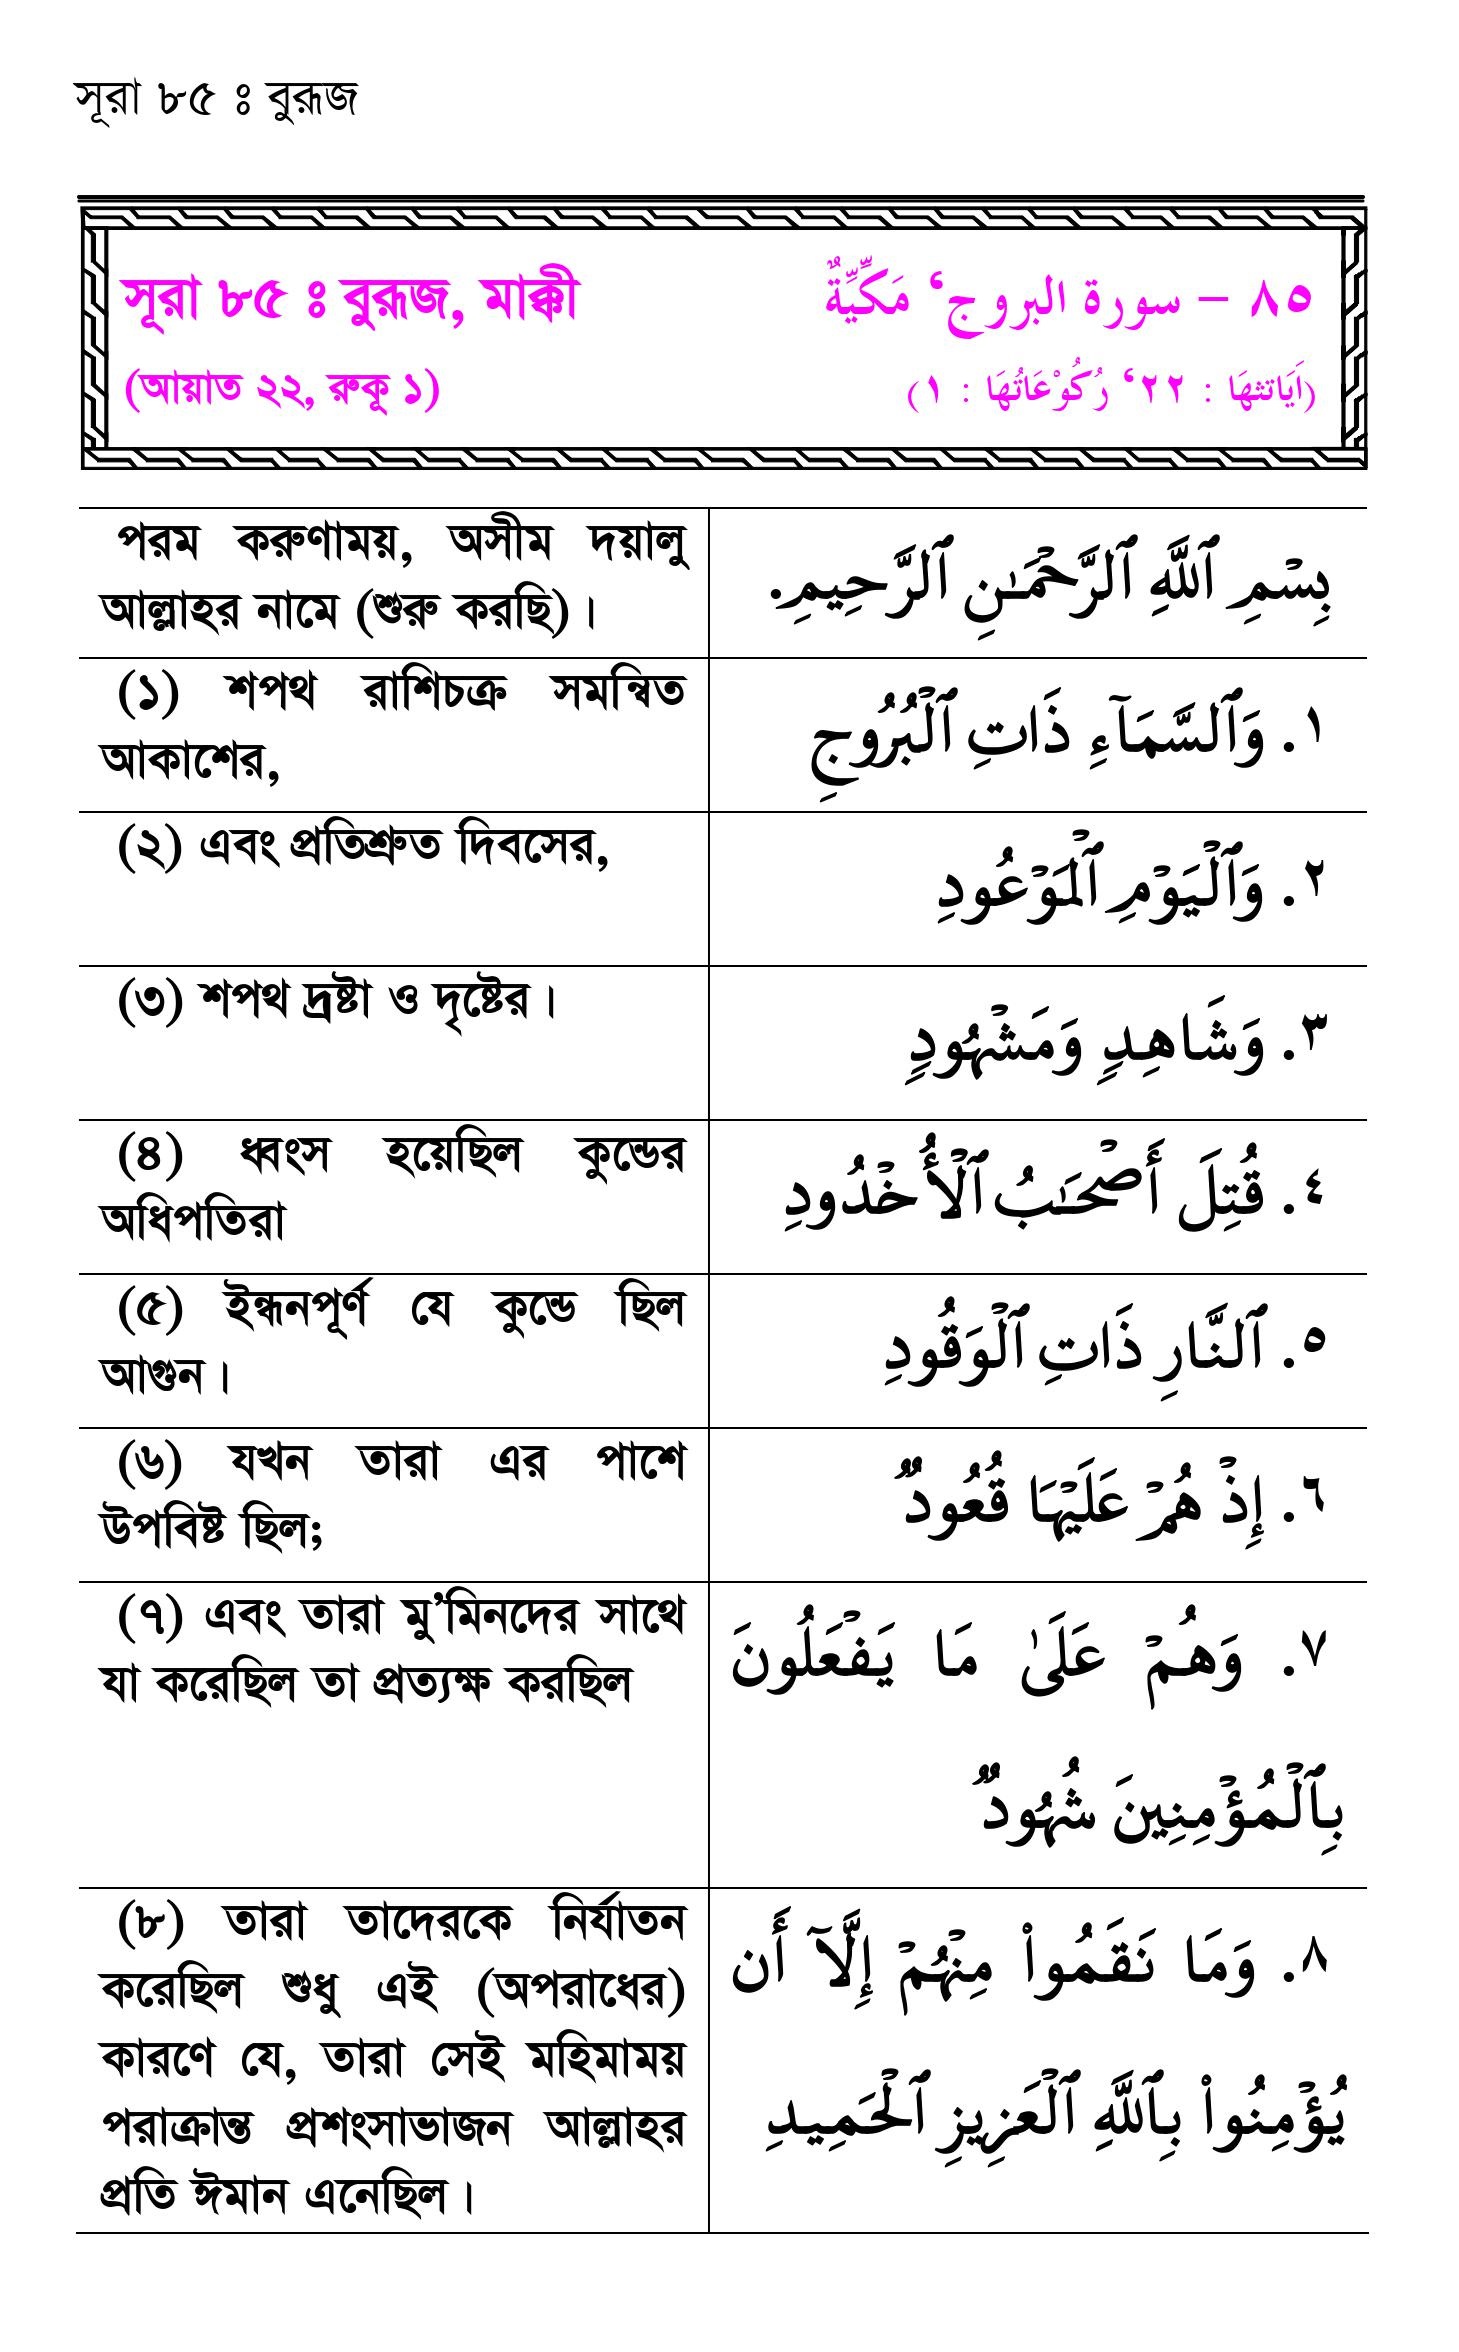 সূরা ৮৫ ঃ বুরূজ
সূরা ৮৫ ঃ বুরূজ, মাক্কী
٨٥ – سورة البروج‘ مَكِّيَّةٌ
(আয়াত ২২, রুকূ ১)
(اَيَاتثهَا : ٢٢‘ رُكُوْعَاتُهَا : ١)
পরম করুণাময়, অসীম দয়ালু
আল্লাহর নামে (শুরু করছি)।
بِسْمِ ٱللَّهِ ٱلرَّحْمَـٰنِ ٱلرَّحِيمِ.
(১) শপথ রাশিচক্র সমন্বিত
আকাশের,
١. وَٱلسَّمَآءِ ذَاتِ ٱلْبُرُوجِ
(২) এবং প্রতিশ্রুত দিবসের,
٢. وَٱلْيَوْمِ ٱلْمَوْعُودِ
(৩) শপথ দ্রষ্টা ও দৃষ্টের।
٣. وَشَاهِدٍ وَمَشْهُودٍ
(৪) ধ্বংস হয়েছিল কুন্ডের
অধিপতিরা
٤. قُتِلَ أَصْحَـٰبُ ٱلْأُخْدُودِ
(৫) ইন্ধনপূর্ণ যে কুন্ডে ছিল
আগুন।
٥. ٱلنَّارِ ذَاتِ ٱلْوَقُودِ
(৬) যখন তারা এর পাশে
উপবিষ্ট ছিল;
٦. إِذْ هُمْ عَلَيْهَا قُعُودٌ
(৭) এবং তারা মু’মিনদের সাথে
যা করেছিল তা প্রত্যক্ষ করছিল
٧. وَهُمْ عَلَىٰ مَا يَفْعَلُونَ
بِٱلْمُؤْمِنِينَ شُهُودٌ
(৮) তারা তাদেরকে নির্যাতন
করেছিল শুধু এই (অপরাধের)
কারণে যে, তারা সেই মহিমাময়
পরাক্রান্ত প্রশংসাভাজন আল্লাহর
প্রতি ঈমান এনেছিল।
٨. وَمَا نَقَمُوا۟ مِنْهُمْ إِلَّآ أَن
يُؤْمِنُوا۟ بِٱللَّهِ ٱلْعَزِيزِ ٱلْحَمِيدِ